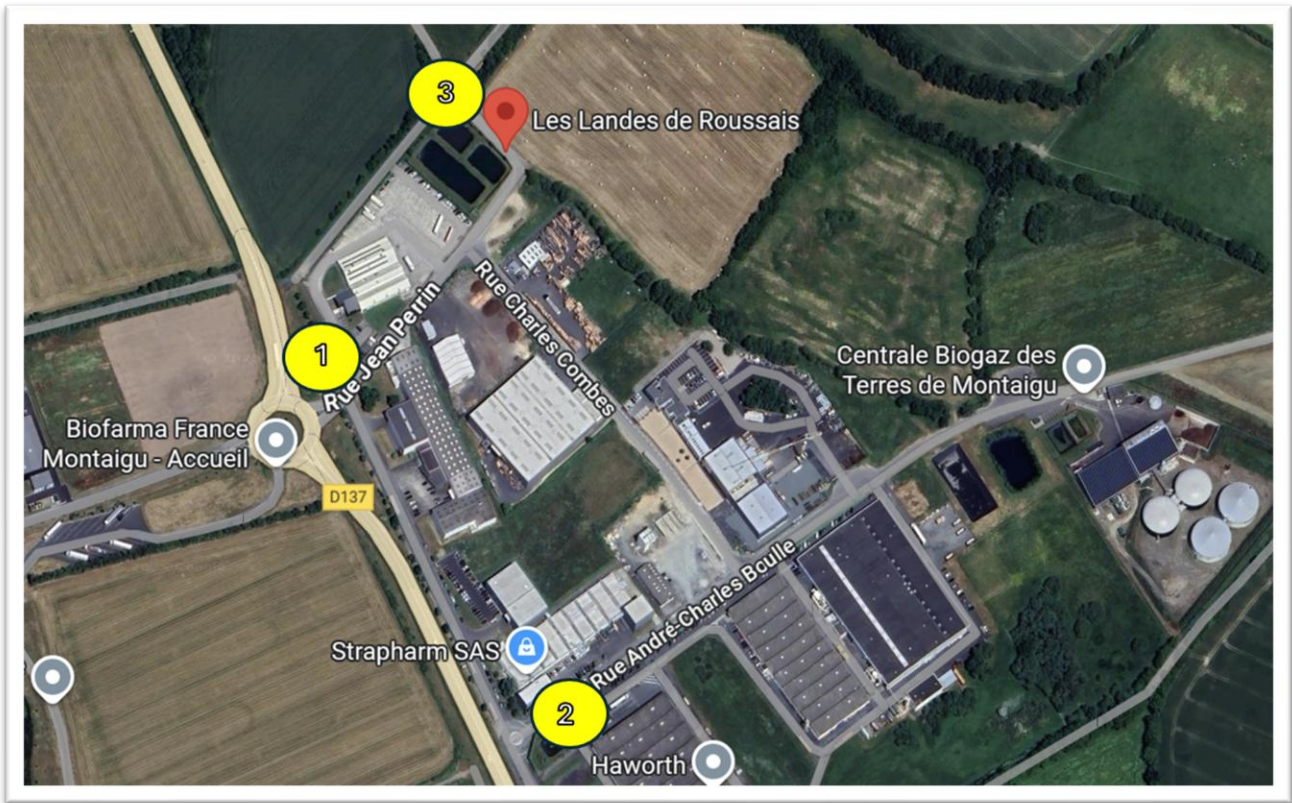 3
Les Landes de Roussais
Rue Charles Combes
Rue Jean Perrin
1
Centrale Biogaz des
Terres de Montaigu
Biofarma France
Montaigu - Accueil
D137
Rue André-Charles Boulle
Strapharm SAS
2
Haworth